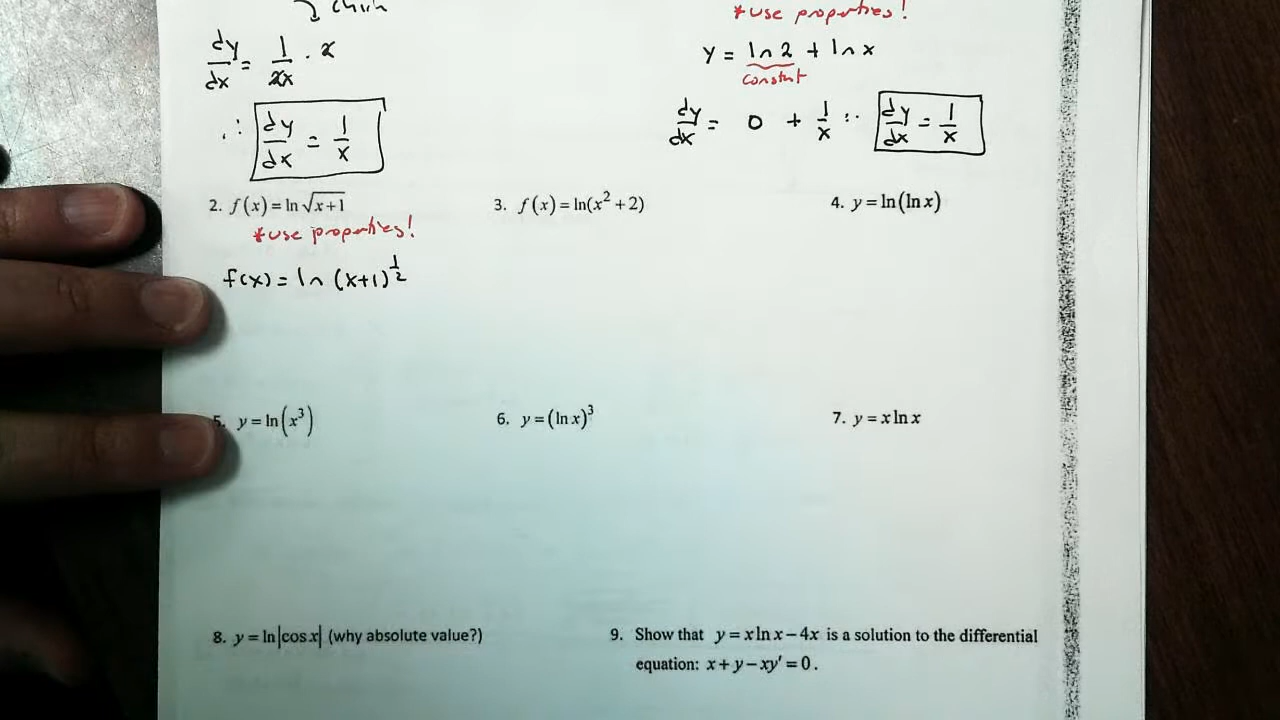 chain
*use properties!
dy/dx = 1/2x · 2
y = ln 2 + ln x
constant
∴ dy/dx = 1/x
dy/dx = 0 + 1/x ∴ dy/dx = 1/x
2. f(x) = ln √x+1
3. f(x) = ln(x² + 2)
4. y = ln(ln x)
*use properties!
f(x) = ln (x+1)^1/2
5. y = ln(x³)
6. y = (ln x)³
7. y = x ln x
8. y = ln|cos x| (why absolute value?)
9. Show that y = x ln x − 4x is a solution to the differential
equation: x + y − xy′ = 0.